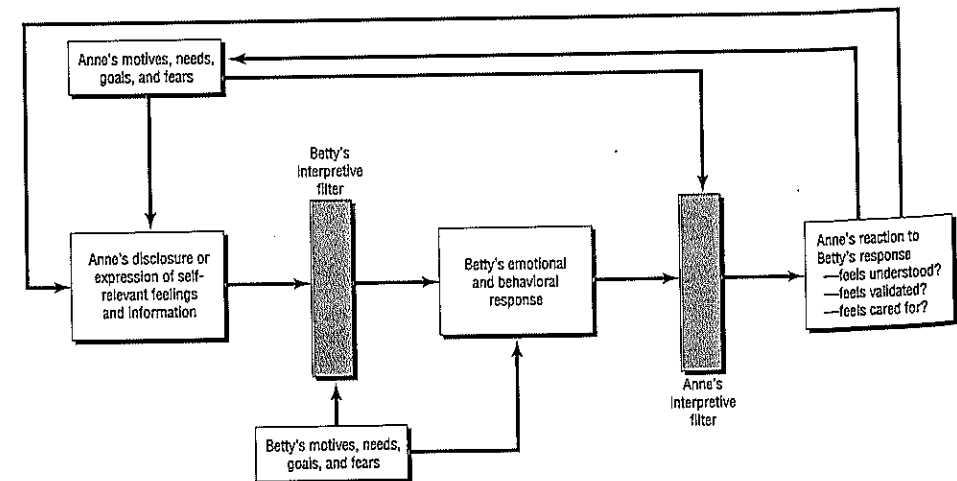 Anne's motives, needs,
goals, and fears
Betty's
interpretive
filter
Anne's disclosure or
expression of self-
relevant feelings
and information
Betty's emotional
and behavioral
response
Anne's reaction to
Betty's response
—feels understood?
—feels validated?
—feels cared for?
Anne's
interpretive
filter
Betty's motives, needs,
goals, and fears